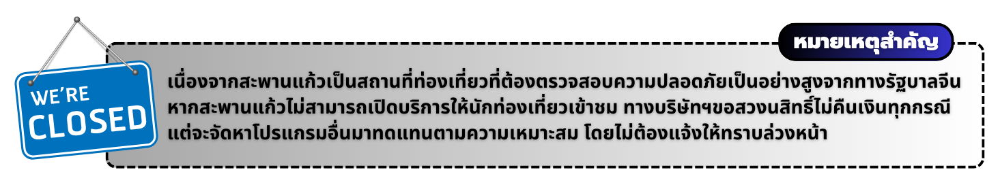 หมายเหตุสำคัญ
WE'RE
CLOSED
เนื่องจากสะพานแก้วเป็นสถานที่ท่องเที่ยวที่ต้องตรวจสอบความปลอดภัยเป็นอย่างสูงจากทางรัฐบาลจีน
หากสะพานแก้วไม่สามารถเปิดบริการให้นักท่องเที่ยวเข้าชม ทางบริษัทฯขอสวงนสิทธิ์ไม่คืนเงินทุกกรณี
แต่จะจัดหาโปรแกรมอื่นมาทดแทนตามความเหมาะสม โดยไม่ต้องแจ้งให้ทราบล่วงหน้า